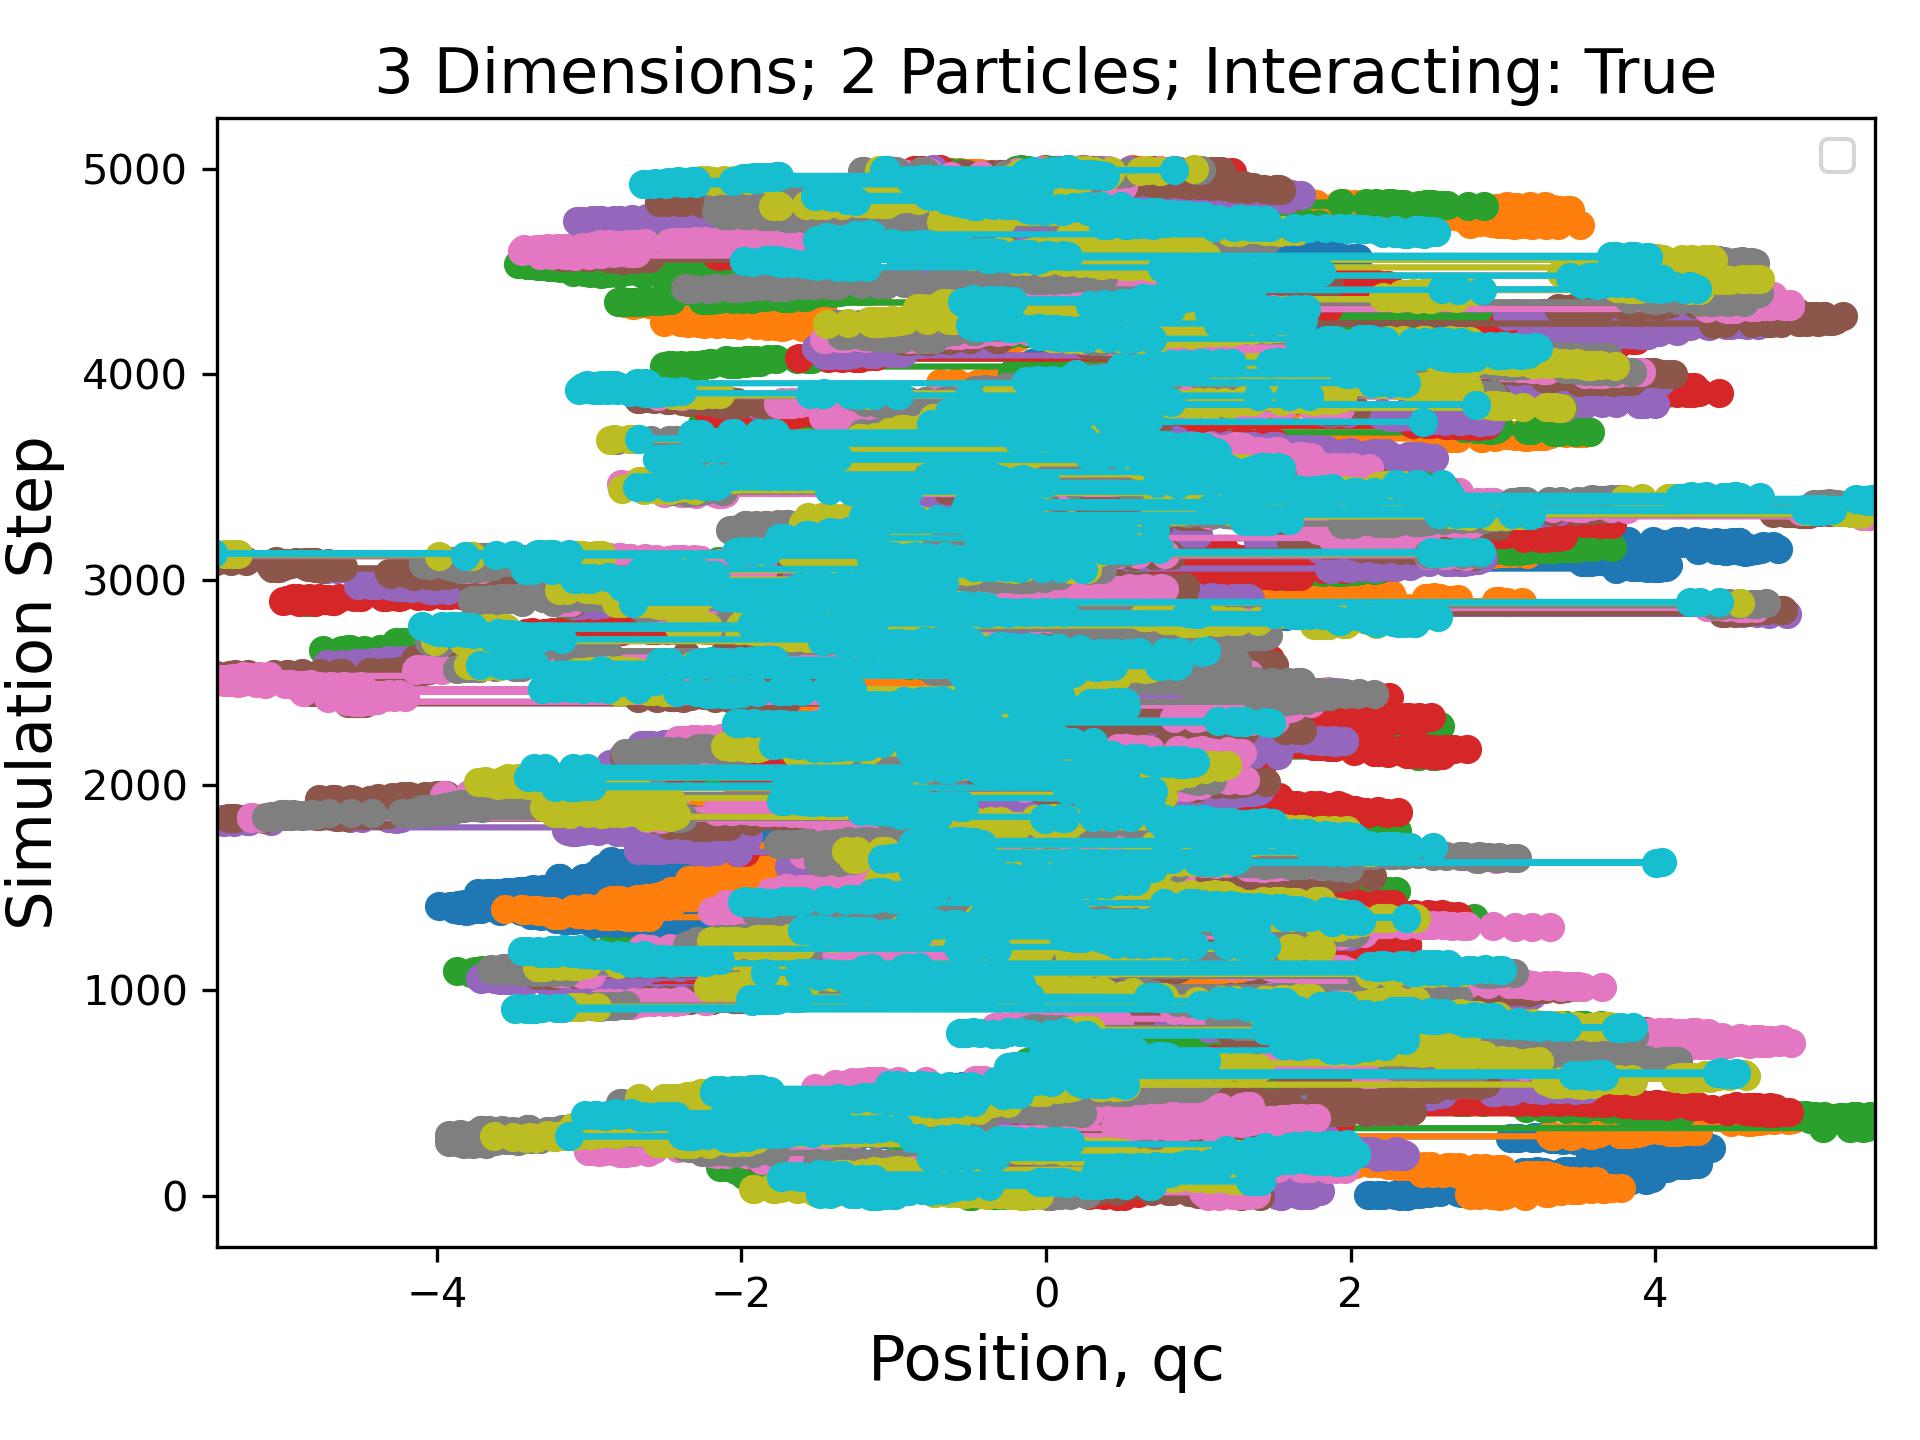 3 Dimensions; 2 Particles; Interacting: True
5000
4000
3000
2000
1000
0
Simulation Step
−4 −2 0 2 4
Position, qc